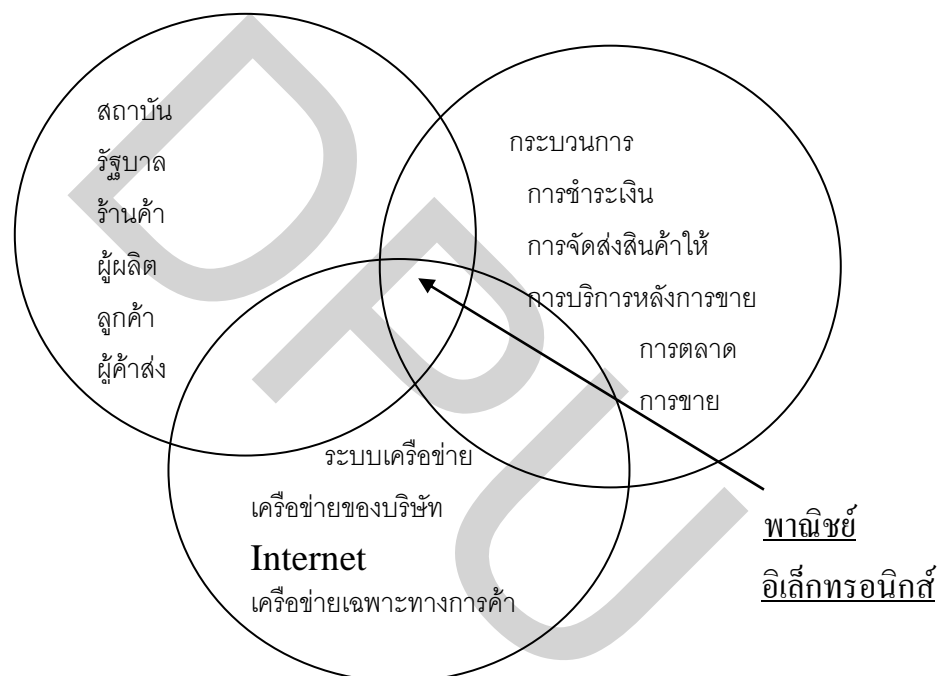 สถาบัน
รัฐบาล
ร้านค้า
ผู้ผลิต
ลูกค้า
ผู้ค้าส่ง
กระบวนการ
การชำระเงิน
การจัดส่งสินค้าให้
การบริการหลังการขาย
การตลาด
การขาย
ระบบเครือข่าย
เครือข่ายของบริษัท
Internet
เครือข่ายเฉพาะทางการค้า
พาณิชย์
อิเล็กทรอนิกส์
DPU